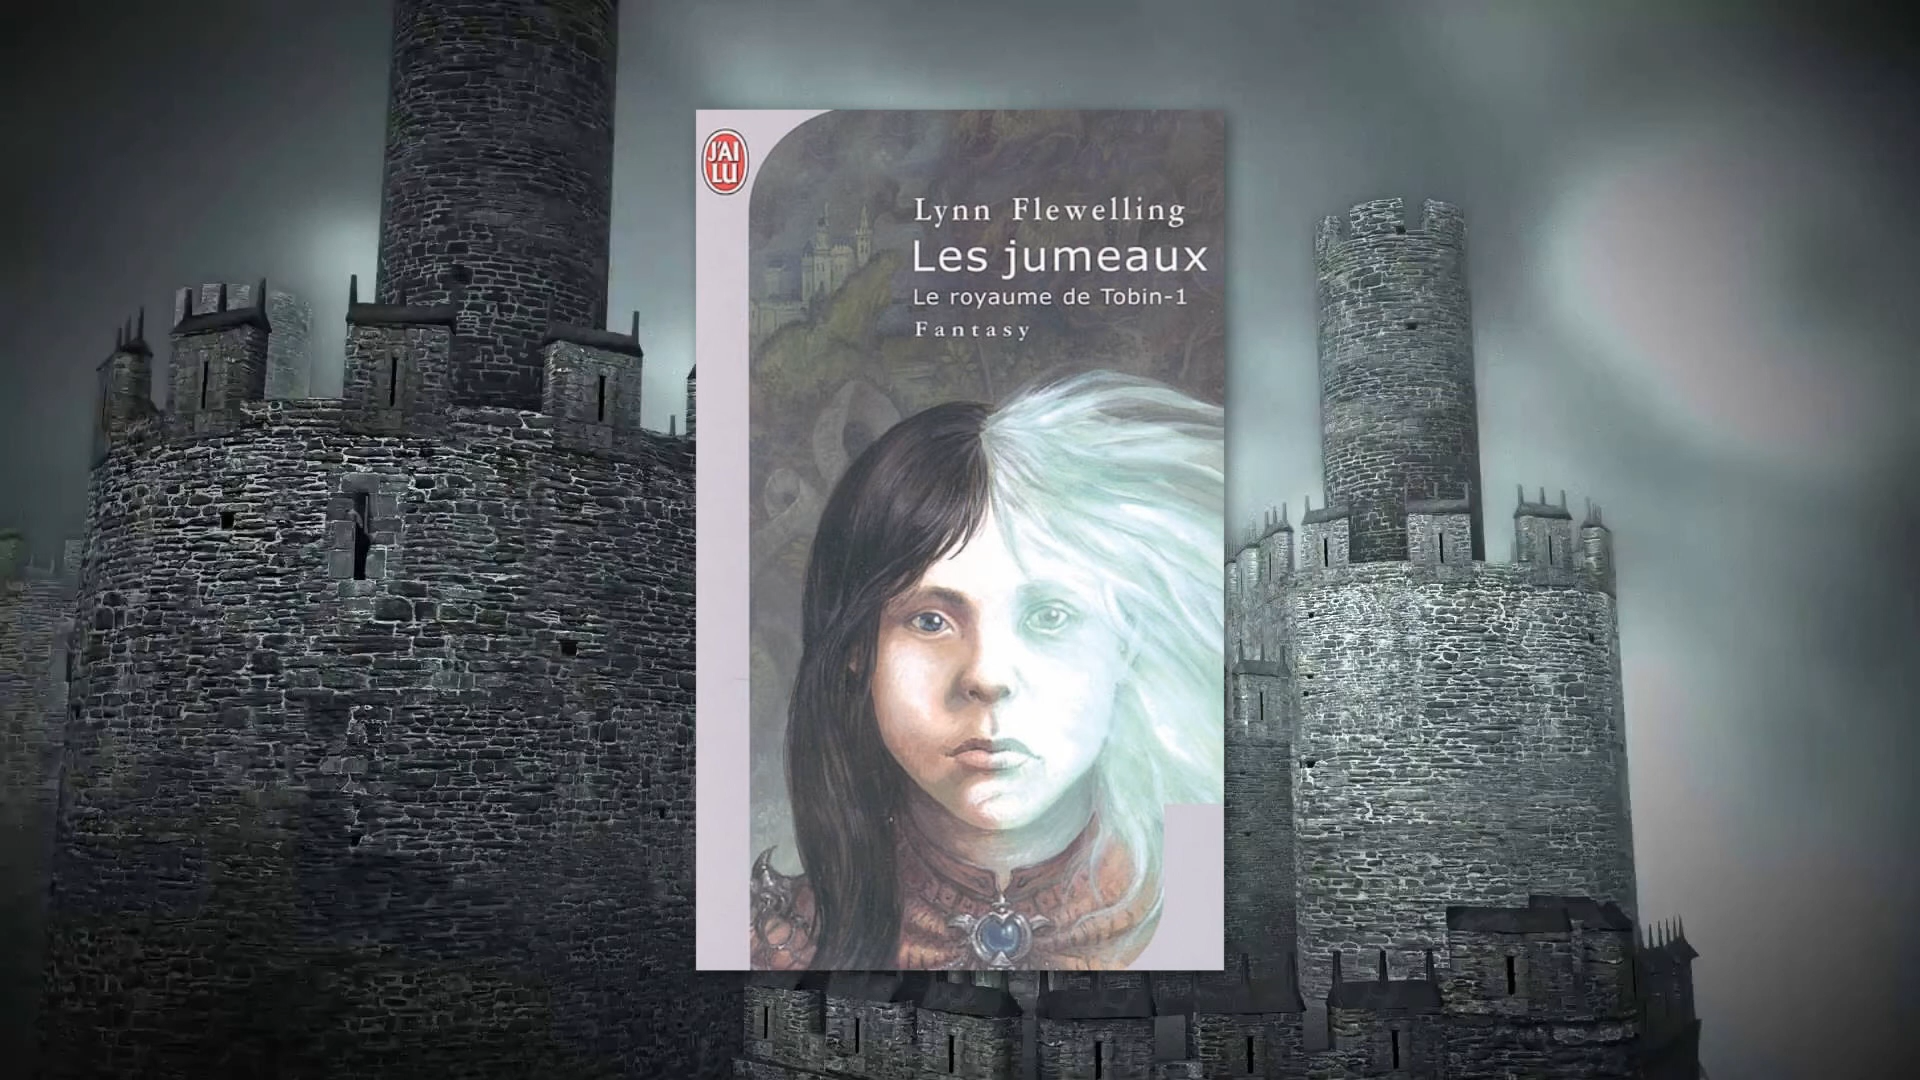 J'AI
LU
Lynn Flewelling
Les jumeaux
Le royaume de Tobin-1
Fantasy